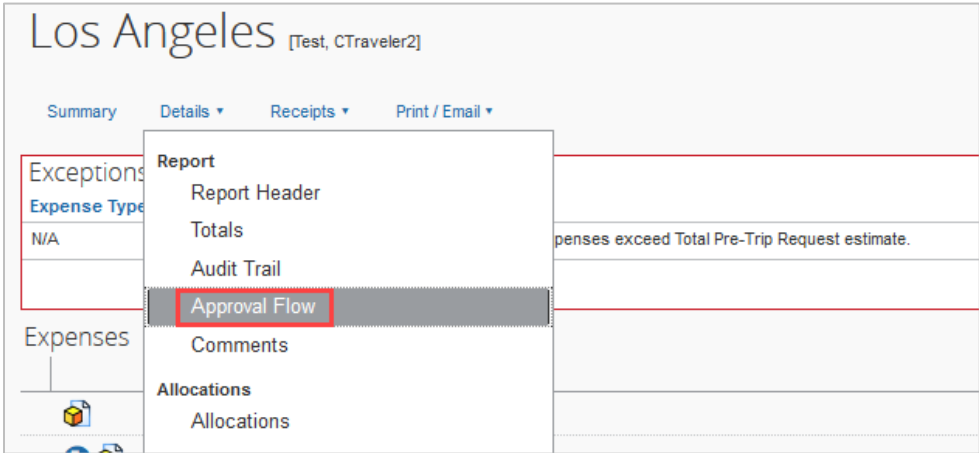 Los Angeles [Test, CTraveler2]
Summary Details Receipts Print / Email
Report
Exceptions
Report Header
Expense Type
Totals
N/A penses exceed Total Pre-Trip Request estimate.
Audit Trail
Approval Flow
Expenses
Comments
Allocations
Allocations